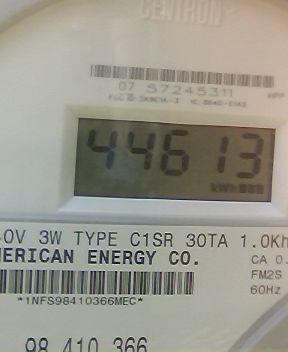 CENTRON
07 57245311
44613
kWh
0V 3W TYPE C1SR 30TA 1.0Kh
MERICAN ENERGY CO.
CA 0.
FM2S
60Hz
*1NFS98410366MEC*
98 410 366